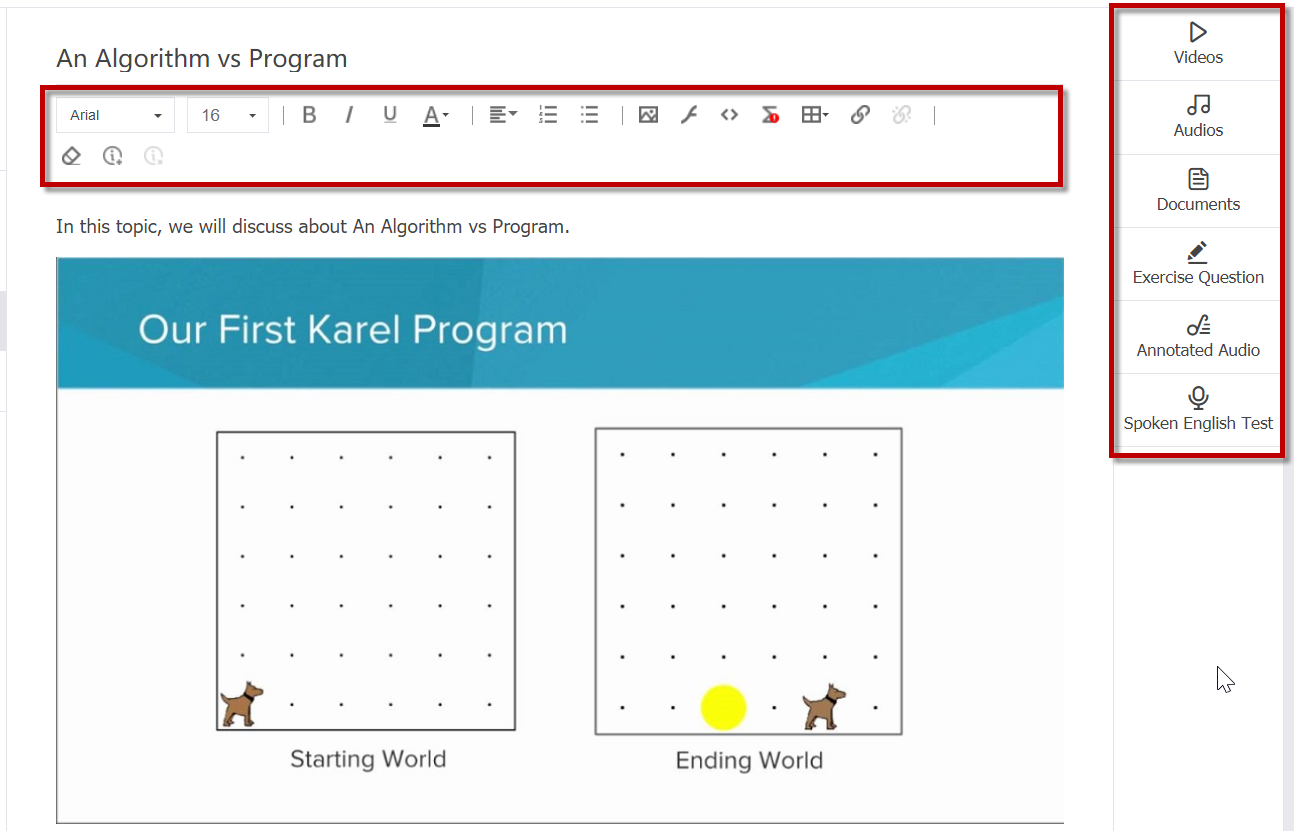 An Algorithm vs Program
Arial 16 B I U A
In this topic, we will discuss about An Algorithm vs Program.
Our First Karel Program
Starting World
Ending World
Videos
Audios
Documents
Exercise Question
Annotated Audio
Spoken English Test